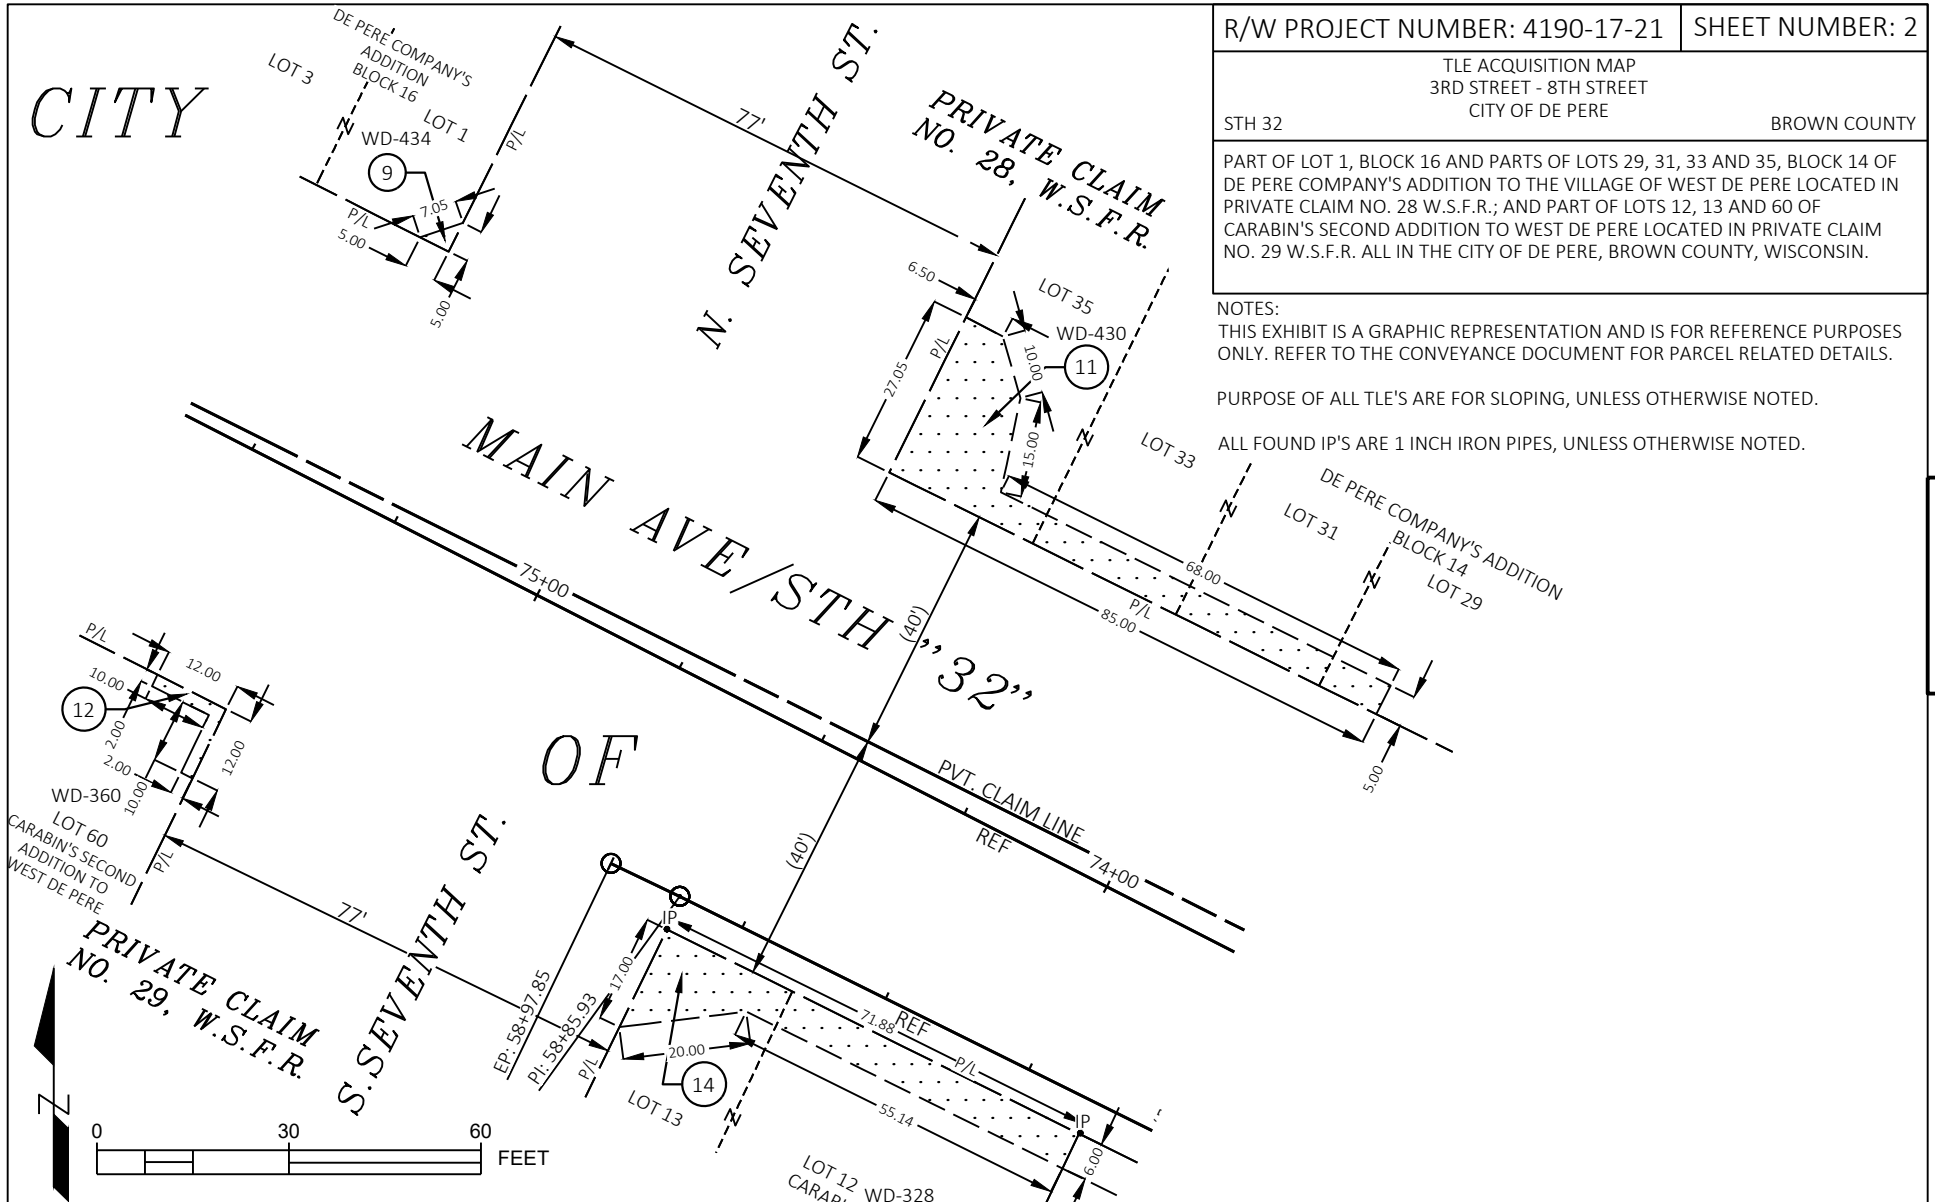 R/W PROJECT NUMBER: 4190-17-21
SHEET NUMBER: 2
TLE ACQUISITION MAP
3RD STREET - 8TH STREET
CITY OF DE PERE
STH 32
BROWN COUNTY
PART OF LOT 1, BLOCK 16 AND PARTS OF LOTS 29, 31, 33 AND 35, BLOCK 14 OF
DE PERE COMPANY'S ADDITION TO THE VILLAGE OF WEST DE PERE LOCATED IN
PRIVATE CLAIM NO. 28 W.S.F.R.; AND PART OF LOTS 12, 13 AND 60 OF
CARABIN'S SECOND ADDITION TO WEST DE PERE LOCATED IN PRIVATE CLAIM
NO. 29 W.S.F.R. ALL IN THE CITY OF DE PERE, BROWN COUNTY, WISCONSIN.
NOTES:
THIS EXHIBIT IS A GRAPHIC REPRESENTATION AND IS FOR REFERENCE PURPOSES
ONLY. REFER TO THE CONVEYANCE DOCUMENT FOR PARCEL RELATED DETAILS.
PURPOSE OF ALL TLE'S ARE FOR SLOPING, UNLESS OTHERWISE NOTED.
ALL FOUND IP'S ARE 1 INCH IRON PIPES, UNLESS OTHERWISE NOTED.
CITY
DE PERE COMPANY'S
ADDITION
BLOCK 16
LOT 3
LOT 1
Z
P/L
WD-434
9
7.05
P/L
5.00
5.00
77'
N. SEVENTH ST.
PRIVATE CLAIM
NO. 28, W.S.F.R.
6.50
LOT 35
WD-430
11
P/L
10.00
27.05
15.00
Z
LOT 33
Z
LOT 31
DE PERE COMPANY'S ADDITION
BLOCK 14
LOT 29
Z
68.00
P/L
85.00
5.00
MAIN AVE/STH "32"
75+00
(40')
(40')
PVT. CLAIM LINE
REF
74+00
OF
P/L
12.00
10.00
12
2.00
2.00
10.00
12.00
WD-360
LOT 60
CARABIN'S SECOND
ADDITION TO
WEST DE PERE
P/L
77'
PRIVATE CLAIM
NO. 29, W.S.F.R.
S.SEVENTH ST.
EP: 58+97.85
PI: 58+85.93
P/L
IP
17.00
20.00
14
LOT 13
Z
71.88
REF
P/L
55.14
IP
6.00
LOT 12
WD-328
Z
0
30
60
FEET